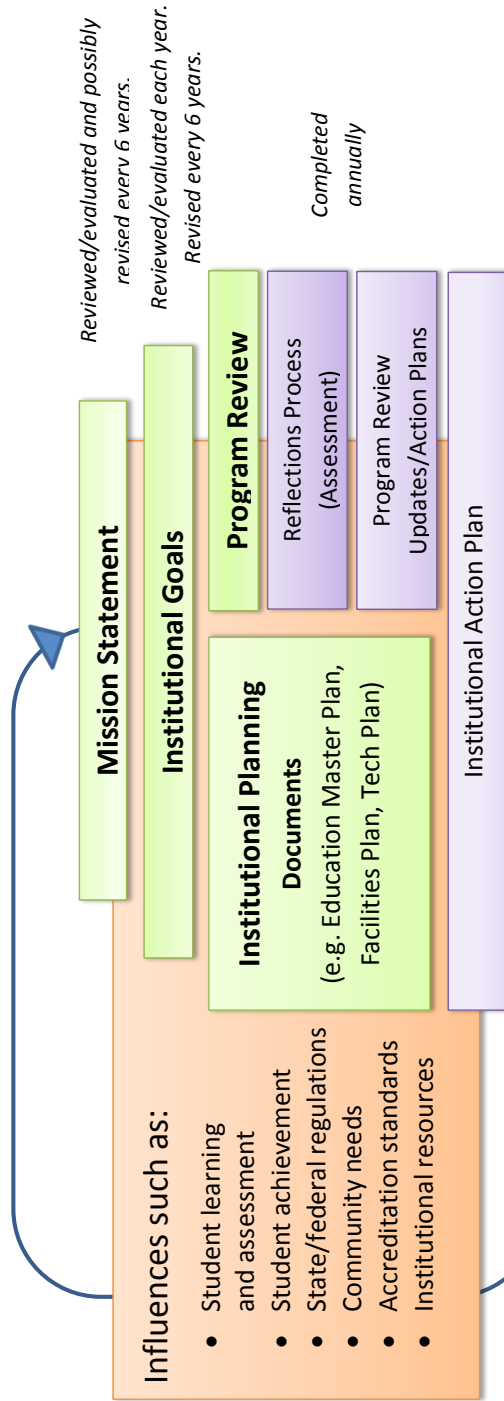 Reviewed/evaluated and possibly
revised every 6 years.
Mission Statement
Reviewed/evaluated each year.
Revised every 6 years.
Institutional Goals
Influences such as:
• Student learning
and assessment
• Student achievement
• State/federal regulations
• Community needs
• Accreditation standards
• Institutional resources
Institutional Planning
Documents
(e.g. Education Master Plan,
Facilities Plan, Tech Plan)
Program Review
Reflections Process
(Assessment)
Program Review
Updates/Action Plans
Completed
annually
Institutional Action Plan